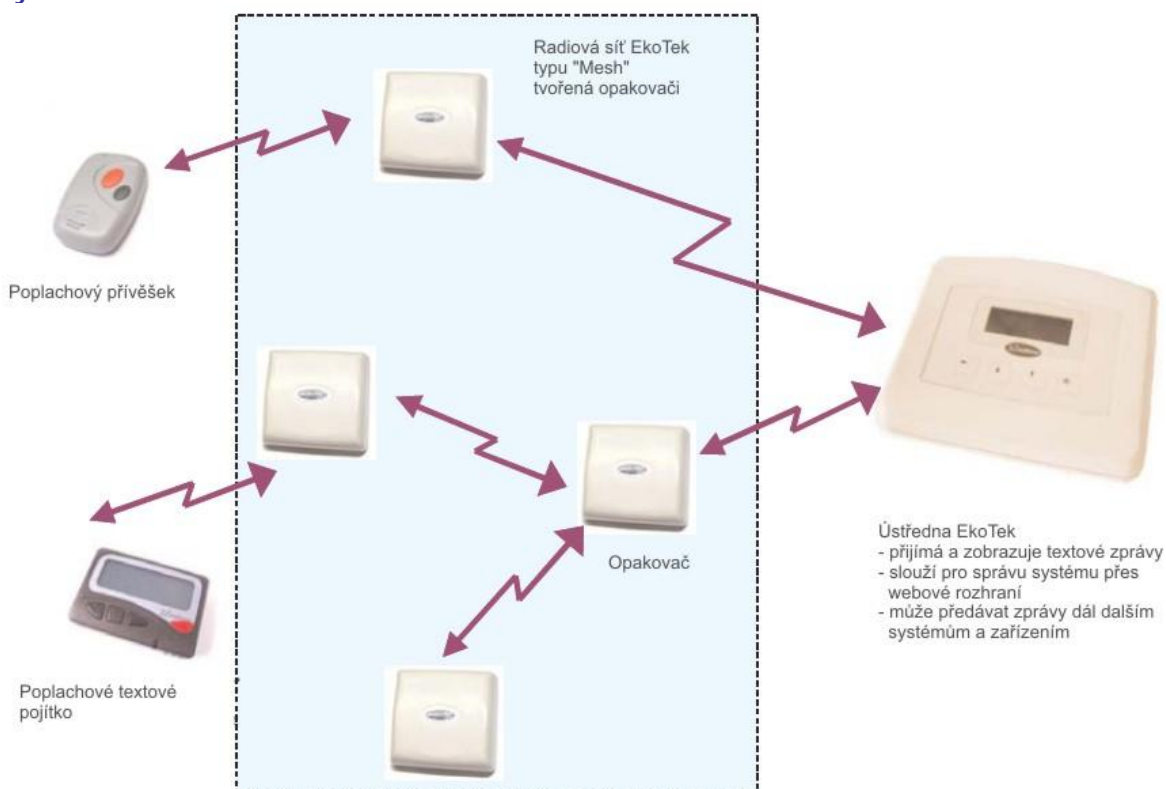 Radiová síť EkoTek
typu "Mesh"
tvořená opakovači
Poplachový přívěšek
Opakovač
Ústředna EkoTek
- přijímá a zobrazuje textové zprávy
- slouží pro správu systému přes
webové rozhraní
- může předávat zprávy dál dalším
systémům a zařízením
Poplachové textové
pojítko